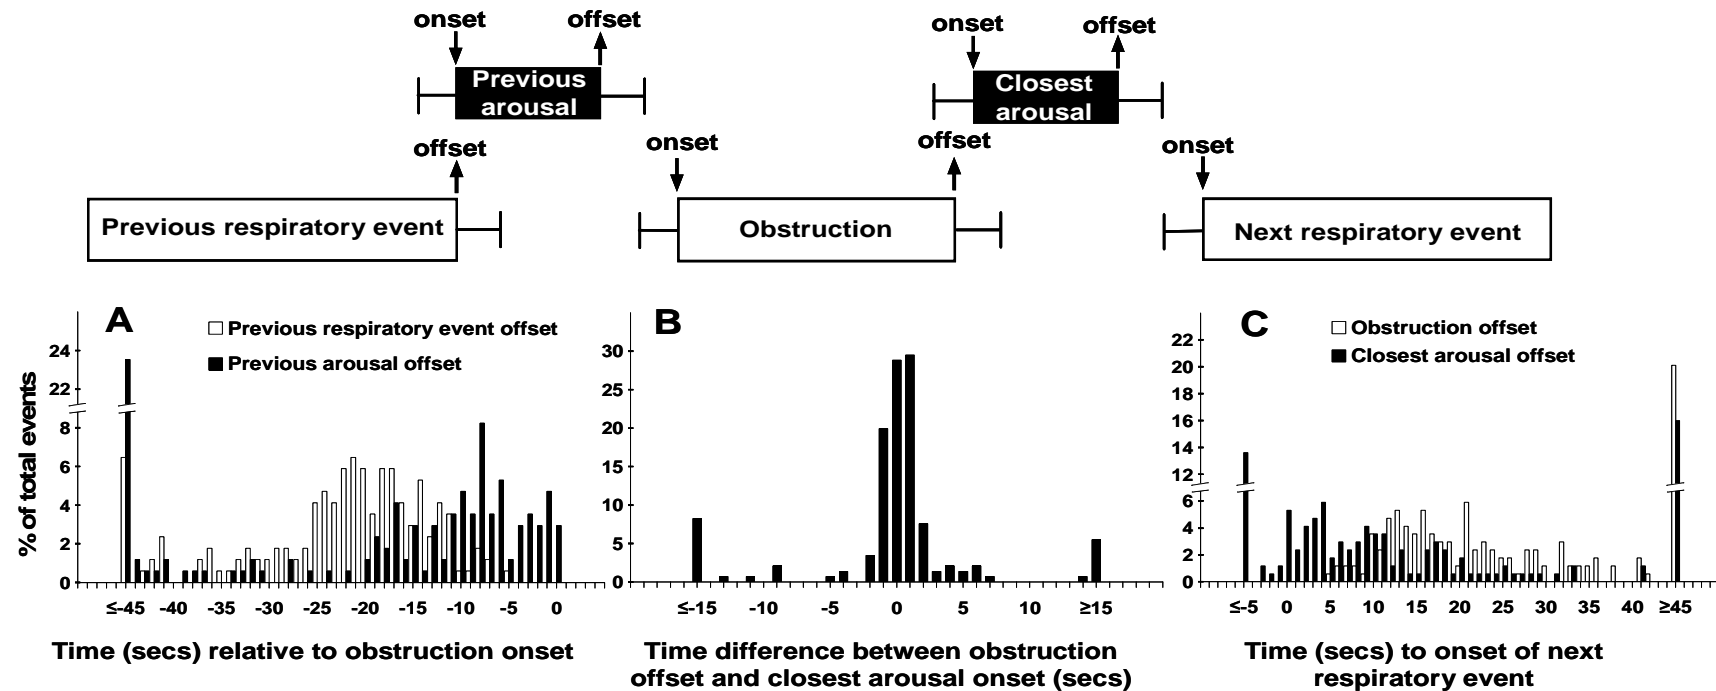 onset offset
Previous
arousal
onset offset
Closest
arousal
offset
onset
offset
onset
Previous respiratory event
Obstruction
Next respiratory event
A
Previous respiratory event offset
Previous arousal offset
% of total events
24
22
8
6
4
2
0
≤-45 -40 -35 -30 -25 -20 -15 -10 -5 0
Time (secs) relative to obstruction onset
B
30
25
20
15
10
5
0
≤-15 -10 -5 0 5 10 ≥15
Time difference between obstruction
offset and closest arousal onset (secs)
C
Obstruction offset
Closest arousal offset
22
20
18
16
14
12
6
4
2
0
≤-5 0 5 10 15 20 25 30 35 40 ≥45
Time (secs) to onset of next
respiratory event